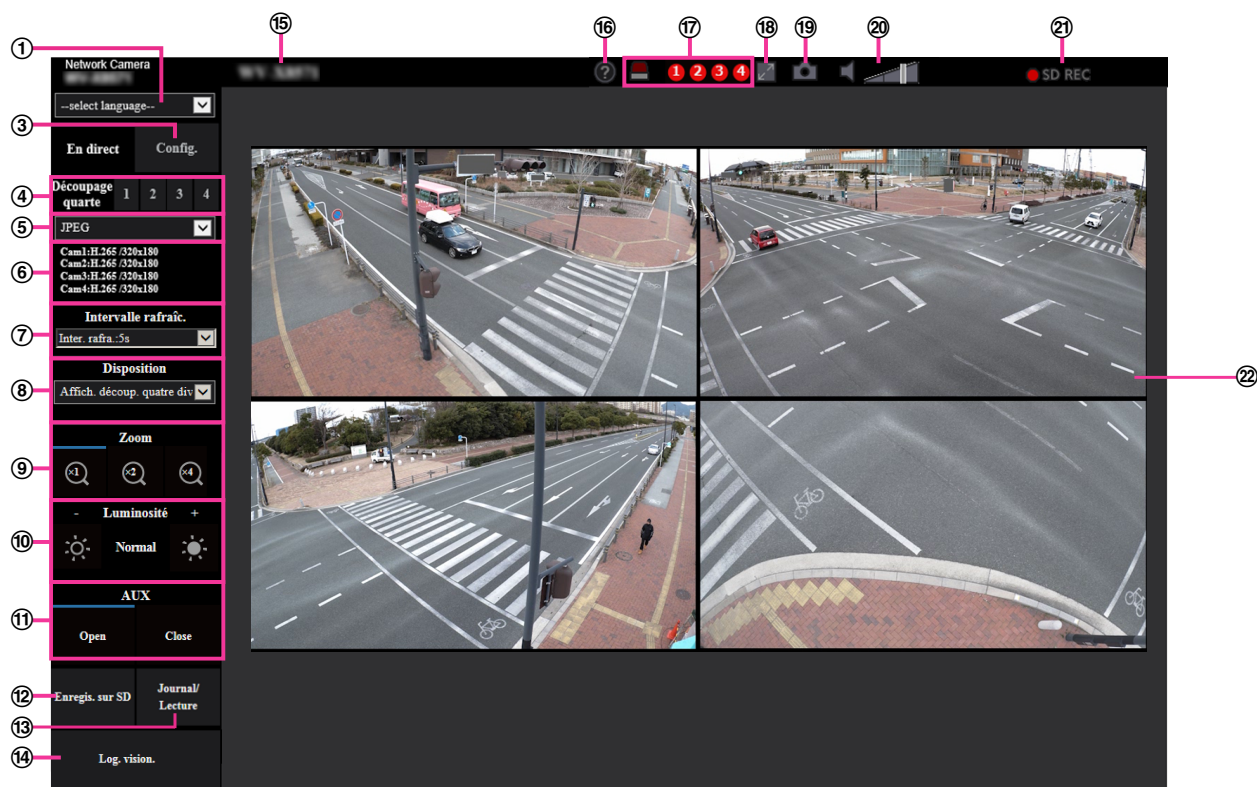 ⑮
⑯
⑰
⑱
⑲
⑳
㉑
①
Network Camera
?
1 2 3 4
SD REC
--select language--
③
En direct
Config.
④
Découpage
quarte
1 2 3 4
⑤
JPEG
⑥
Cam1:H.265 /320x180
Cam2:H.265 /320x180
Cam3:H.265 /320x180
Cam4:H.265 /320x180
⑦
Intervalle rafraîc.
Inter. rafra.:5s
⑧
Disposition
Affich. découp. quatre div
㉒
⑨
Zoom
x1
x2
x4
⑩
- Luminosité +
Normal
⑪
AUX
Open
Close
⑫
Enregis. sur SD
Journal/
Lecture
⑬
⑭
Log. vision.